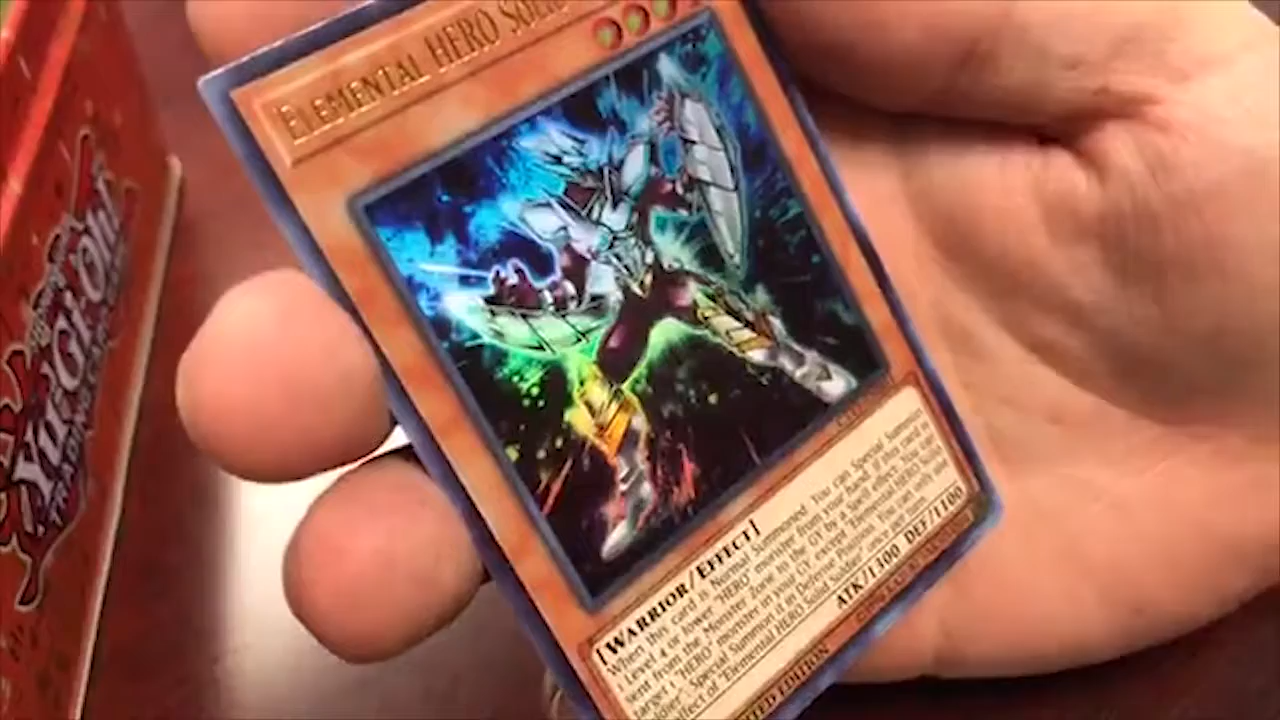 ELEMENTAL HERO SOLID
[WARRIOR/EFFECT]
When this card is Normal Summoned: You can Special Summon
1 Level 4 or lower "HERO" monster from your hand. If this card is
sent from the Monster Zone to the GY by a Spell effect: You can
target 1 "HERO" monster in your GY, except "Elemental HERO Solid
Soldier"; Special Summon it in Defense Position. You can only use
effect of "Elemental HERO Solid Soldier" once per turn.
ATK/1300 DEF/1100
LIMITED EDITION
YU-GI-OH!